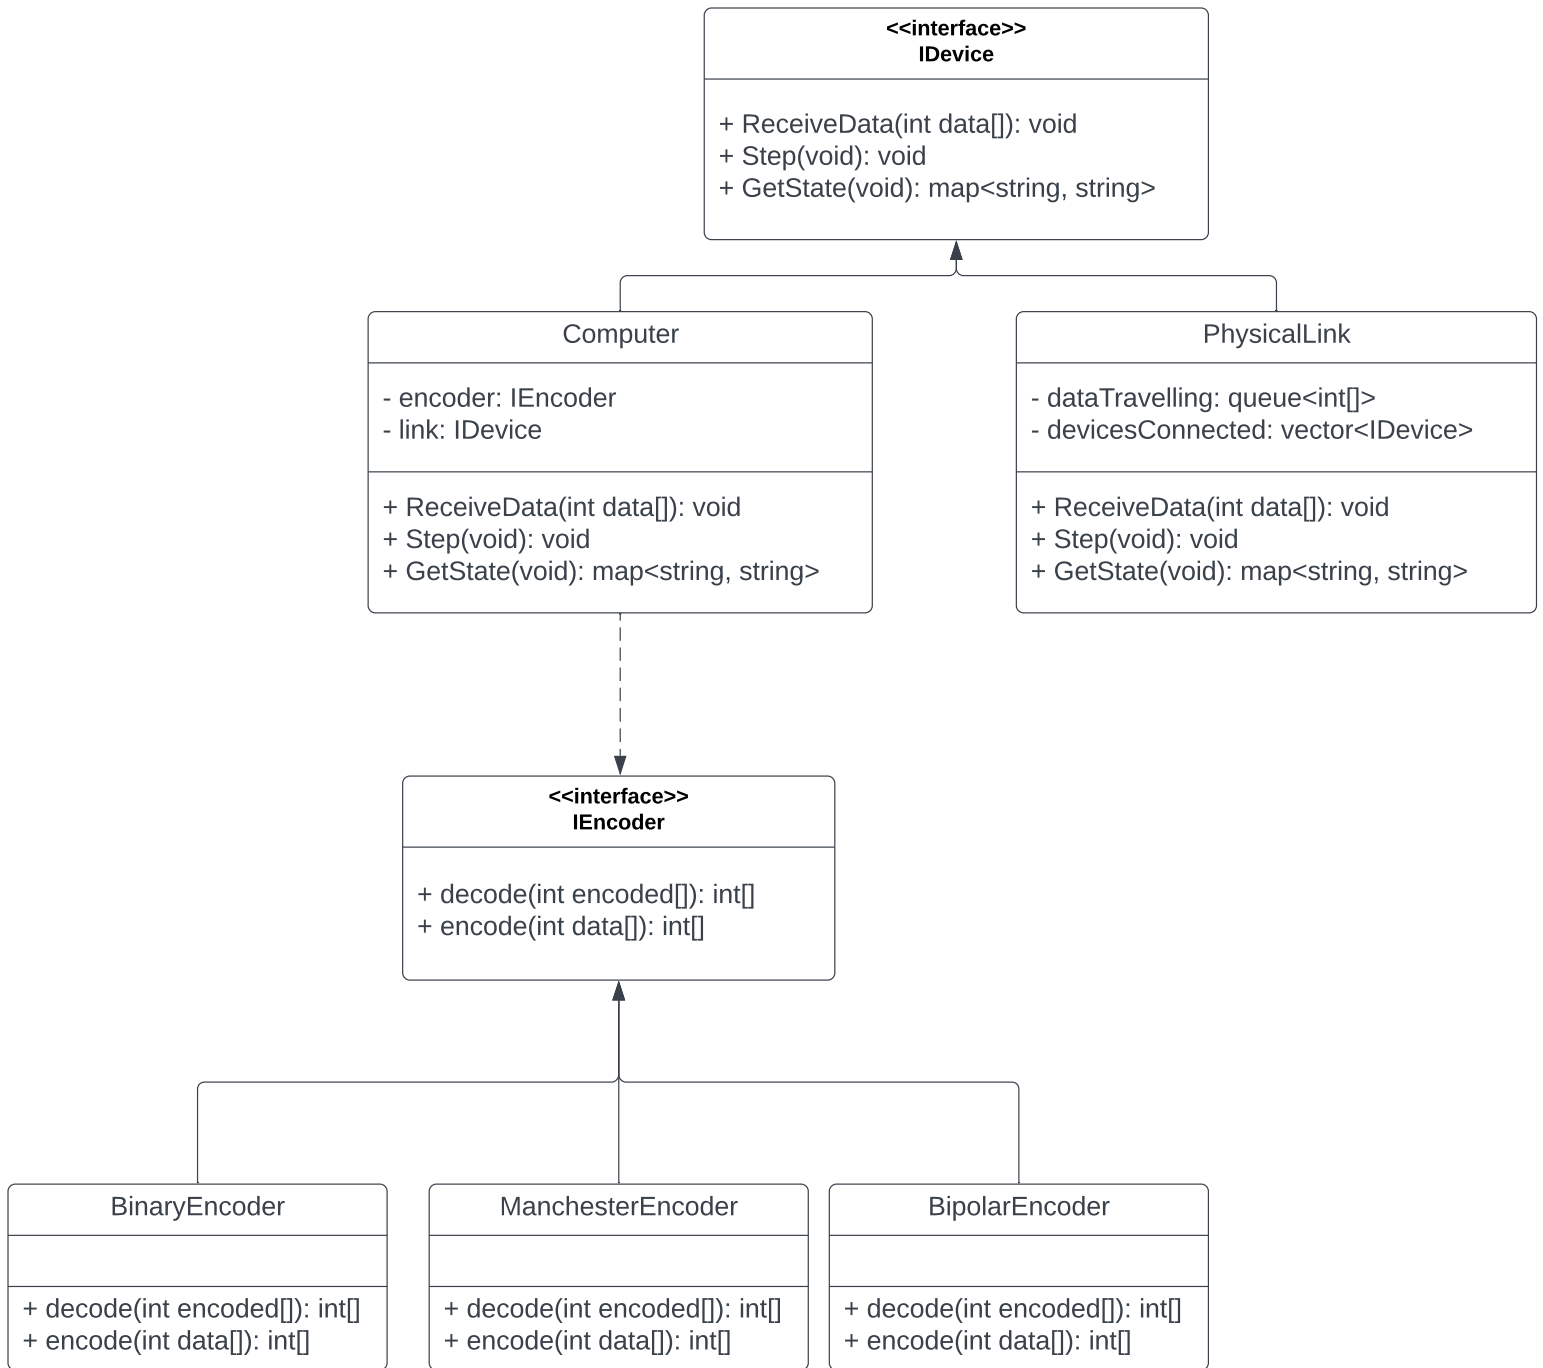 <<interface>>
IDevice
+ ReceiveData(int data[]): void
+ Step(void): void
+ GetState(void): map<string, string>
Computer
- encoder: IEncoder
- link: IDevice
+ ReceiveData(int data[]): void
+ Step(void): void
+ GetState(void): map<string, string>
PhysicalLink
- dataTravelling: queue<int[]>
- devicesConnected: vector<IDevice>
+ ReceiveData(int data[]): void
+ Step(void): void
+ GetState(void): map<string, string>
<<interface>>
IEncoder
+ decode(int encoded[]): int[]
+ encode(int data[]): int[]
BinaryEncoder
+ decode(int encoded[]): int[]
+ encode(int data[]): int[]
ManchesterEncoder
+ decode(int encoded[]): int[]
+ encode(int data[]): int[]
BipolarEncoder
+ decode(int encoded[]): int[]
+ encode(int data[]): int[]